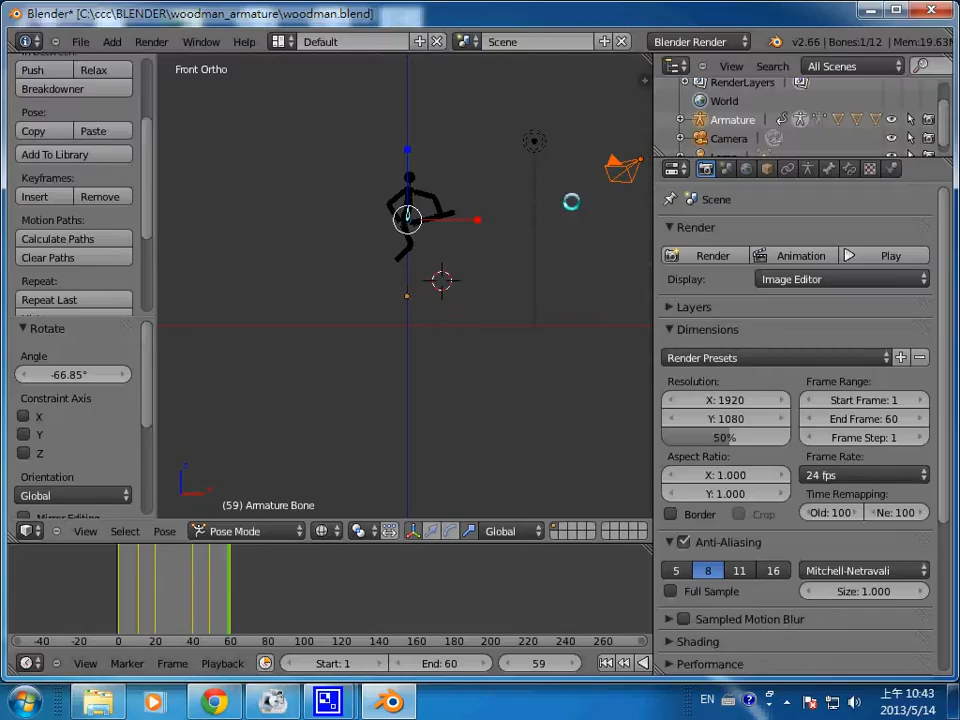 Blender* [C:\ccc\BLENDER\woodman_armature\woodman.blend]
File Add Render Window Help Default Scene Blender Render v2.66 | Bones:1/12 | Mem:19.63
Push Relax
Breakdowner
Pose:
Copy Paste
Add To Library
Keyframes:
Insert Remove
Motion Paths:
Calculate Paths
Clear Paths
Repeat:
Repeat Last
Rotate
Angle
-66.85°
Constraint Axis
X
Y
Z
Orientation
Global
Front Ortho
(59) Armature Bone
View Select Pose Pose Mode Global
-40 -20 0 20 40 60 80 100 120 140 160 180 200 220 240 260
View Marker Frame Playback Start: 1 End: 60 59
View Search All Scenes
RenderLayers
World
Armature
Camera
Scene
Render
Render Animation Play
Display: Image Editor
Layers
Dimensions
Render Presets
Resolution: Frame Range:
X: 1920 Start Frame: 1
Y: 1080 End Frame: 60
50% Frame Step: 1
Aspect Ratio: Frame Rate:
X: 1.000 24 fps
Y: 1.000 Time Remapping:
Border Crop Old: 100 Ne: 100
Anti-Aliasing
5 8 11 16 Mitchell-Netravali
Full Sample Size: 1.000
Sampled Motion Blur
Shading
Performance
EN
上午 10:43
2013/5/14